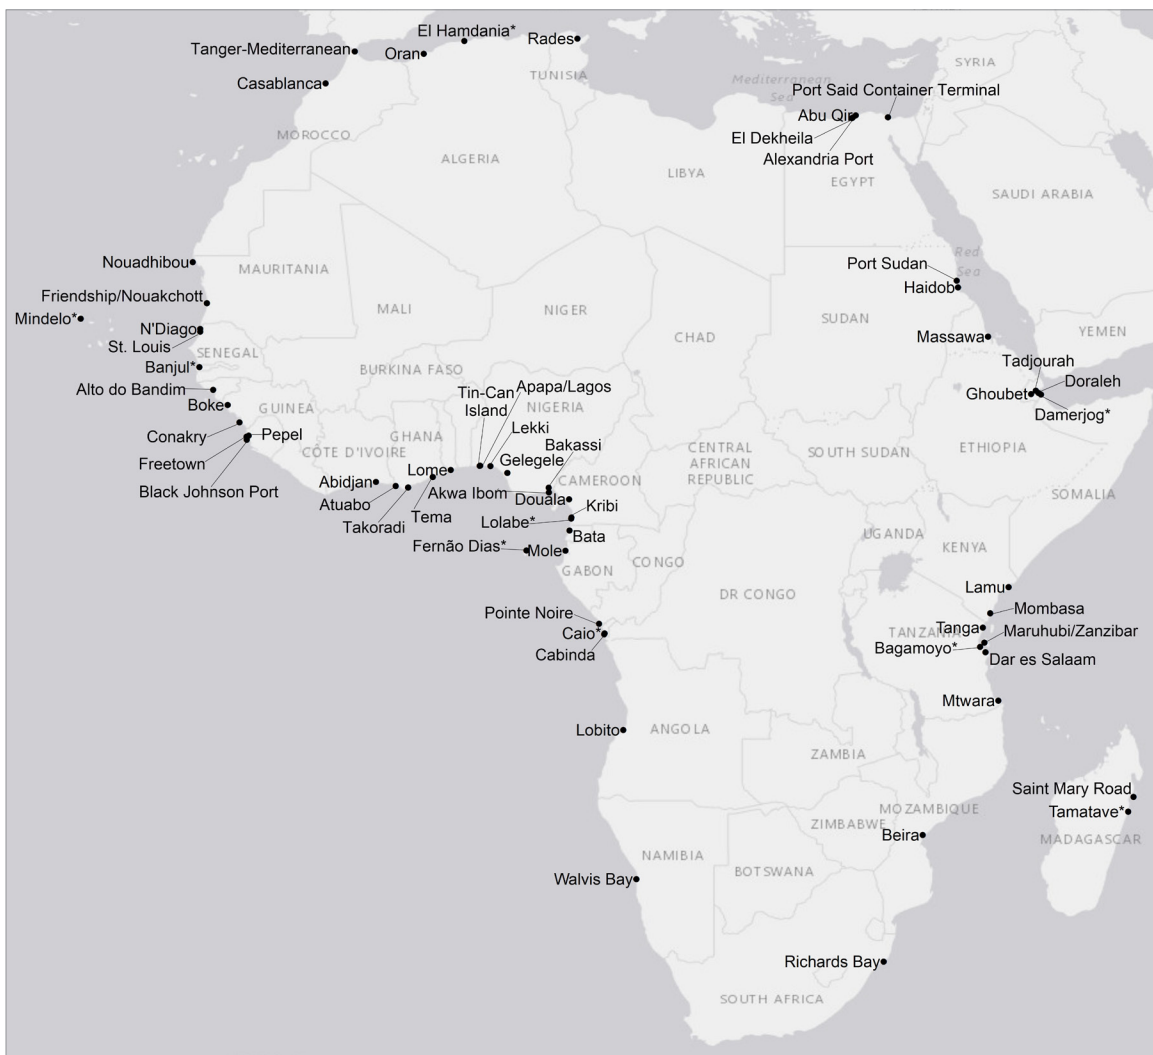 El Hamdania*
Tanger-Mediterranean
Oran
Rades
Casablanca
TUNISIA
Mediterranean
Sea
SYRIA
Port Said Container Terminal
Abu Qir
El Dekheila
Alexandria Port
MOROCCO
ALGERIA
LIBYA
EGYPT
SAUDI ARABIA
Nouadhibou
MAURITANIA
Port Sudan
Red
Sea
Haidob
Friendship/Nouakchott
Mindelo*
MALI
NIGER
CHAD
SUDAN
YEMEN
N'Diago
St. Louis
SENEGAL
Massawa
Banjul*
BURKINA FASO
Tadjourah
Doraleh
Alto do Bandim
Boke
GUINEA
Tin-Can
Island
Apapa/Lagos
NIGERIA
Ghoubet
Damerjog*
Conakry
Pepel
GHANA
Lekki
Freetown
CÔTE D'IVOIRE
Bakassi
CENTRAL
AFRICAN
REPUBLIC
SOUTH SUDAN
ETHIOPIA
Gelegele
Lome
Black Johnson Port
Abidjan
Akwa Ibom
CAMEROON
SOMALIA
Atuabo
Douala
Kribi
Takoradi
Tema
Lolabe*
Bata
UGANDA
KENYA
Fernão Dias*
Mole
GABON
CONGO
DR CONGO
Lamu
Pointe Noire
Mombasa
Caio*
TANZANIA
Tanga
Maruhubi/Zanzibar
Cabinda
Bagamoyo*
Dar es Salaam
Mtwara
Lobito
ANGOLA
ZAMBIA
Saint Mary Road
MOZAMBIQUE
Tamatave*
ZIMBABWE
Beira
MADAGASCAR
NAMIBIA
BOTSWANA
Walvis Bay
Richards Bay
SOUTH AFRICA